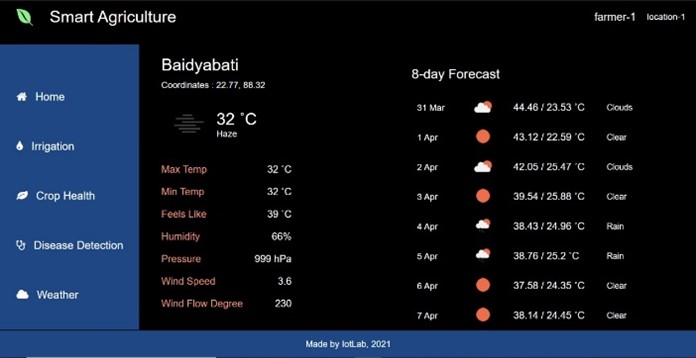 Smart Agriculture
farmer-1 location-1
Home
Irrigation
Crop Health
Disease Detection
Weather
Baidyabati
Coordinates : 22.77, 88.32
32 °C
Haze
Max Temp 32 °C
Min Temp 32 °C
Feels Like 39 °C
Humidity 66%
Pressure 999 hPa
Wind Speed 3.6
Wind Flow Degree 230
8-day Forecast
31 Mar 44.46 / 23.53 °C Clouds
1 Apr 43.12 / 22.59 °C Clear
2 Apr 42.05 / 25.47 °C Clouds
3 Apr 39.54 / 25.88 °C Clear
4 Apr 38.43 / 24.96 °C Rain
5 Apr 38.76 / 25.2 °C Rain
6 Apr 37.58 / 24.35 °C Clear
7 Apr 38.14 / 24.45 °C Clear
Made by IotLab, 2021